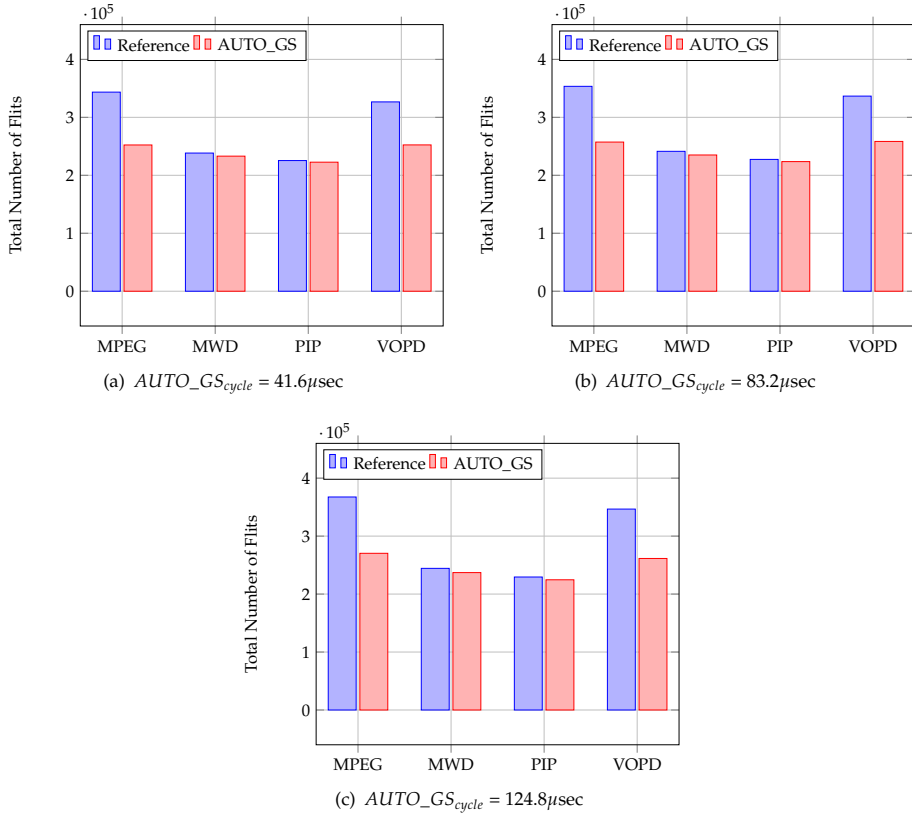 ·10⁵
Reference AUTO_GS
4
3
2
1
0
Total Number of Flits
MPEG MWD PIP VOPD
(a) AUTO_GS_cycle = 41.6μsec
·10⁵
Reference AUTO_GS
4
3
2
1
0
Total Number of Flits
MPEG MWD PIP VOPD
(b) AUTO_GS_cycle = 83.2μsec
·10⁵
Reference AUTO_GS
4
3
2
1
0
Total Number of Flits
MPEG MWD PIP VOPD
(c) AUTO_GS_cycle = 124.8μsec